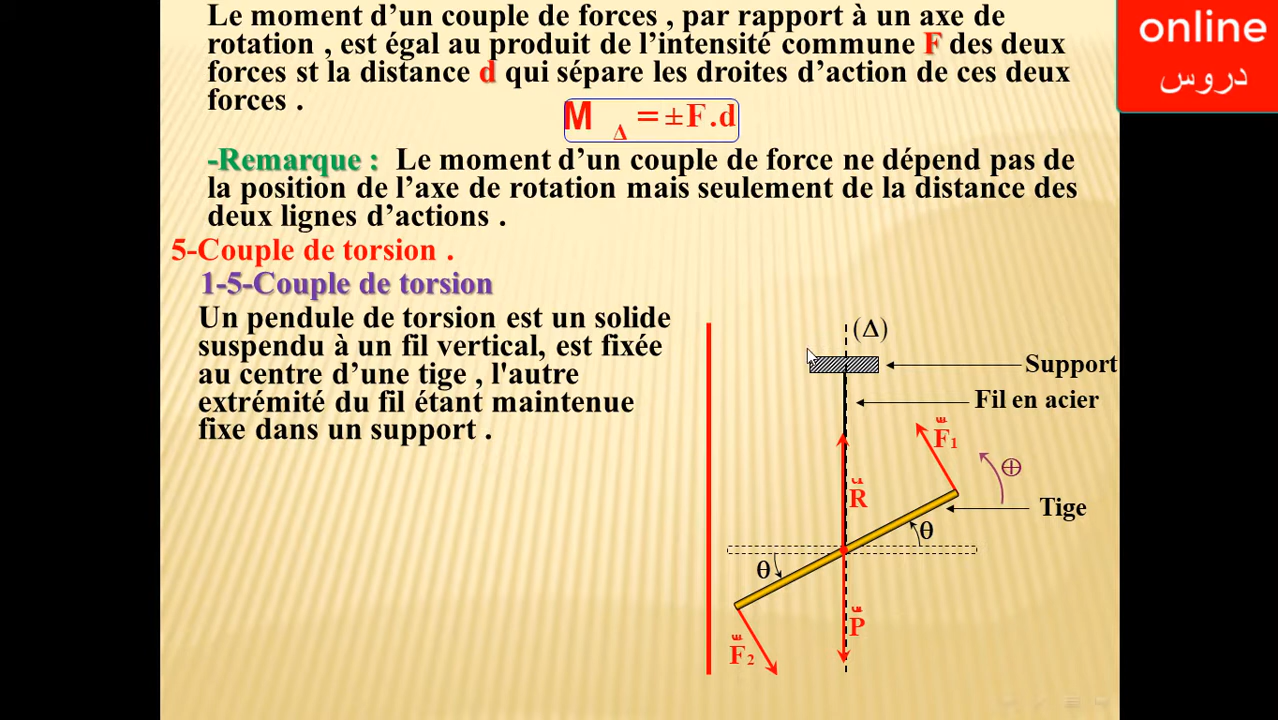 Le moment d’un couple de forces , par rapport à un axe de
rotation , est égal au produit de l’intensité commune F des deux
forces st la distance d qui sépare les droites d’action de ces deux
forces .
M Δ = ± F . d
-Remarque : Le moment d’un couple de force ne dépend pas de
la position de l’axe de rotation mais seulement de la distance des
deux lignes d’actions .
5-Couple de torsion .
1-5-Couple de torsion
Un pendule de torsion est un solide
suspendu à un fil vertical, est fixée
au centre d’une tige , l'autre
extrémité du fil étant maintenue
fixe dans un support .
online
دروس
(Δ)
Support
Fil en acier
F1
⊕
R
Tige
θ
θ
P
F2